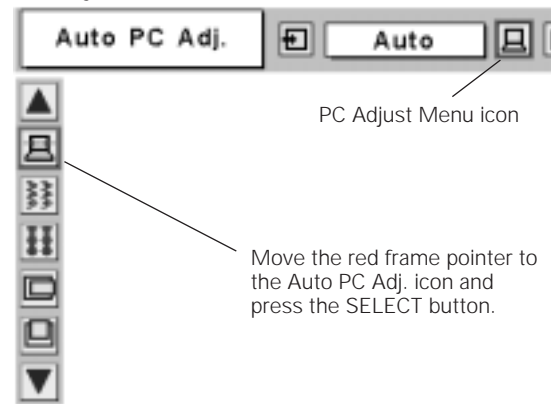 Auto PC Adj.
Auto
PC Adjust Menu icon
Move the red frame pointer to
the Auto PC Adj. icon and
press the SELECT button.